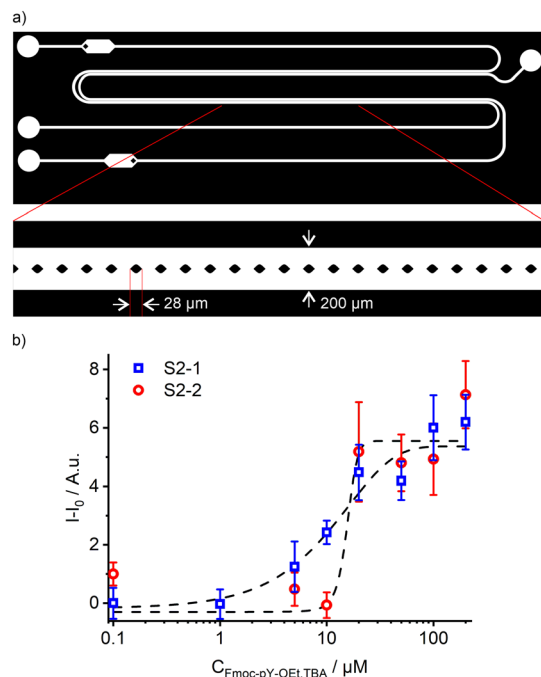 a)
28 µm
200 µm
b)
S2-1
S2-2
8
6
4
2
0
I-I₀ / A.u.
0.1 1 10 100
C_Fmoc-pY-OEt.TBA / µM